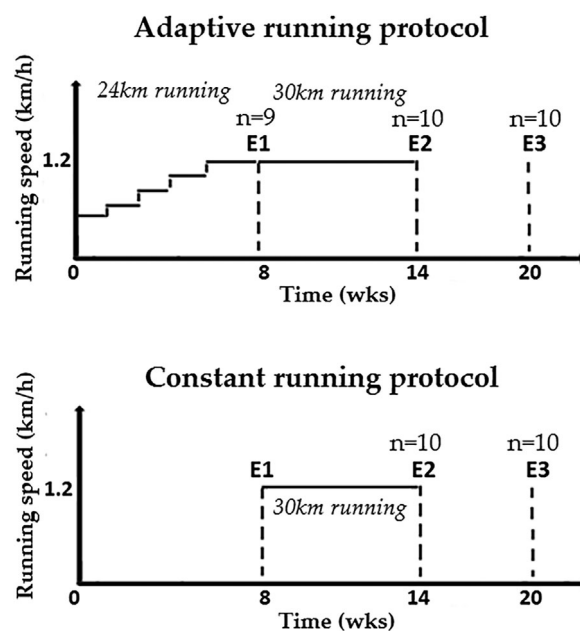 Adaptive running protocol
Running speed (km/h)
24km running 30km running
n=9 n=10 n=10
E1 E2 E3
1.2
0 8 14 20
Time (wks)
Constant running protocol
Running speed (km/h)
n=10 n=10
E1 E2 E3
1.2
30km running
0 8 14 20
Time (wks)